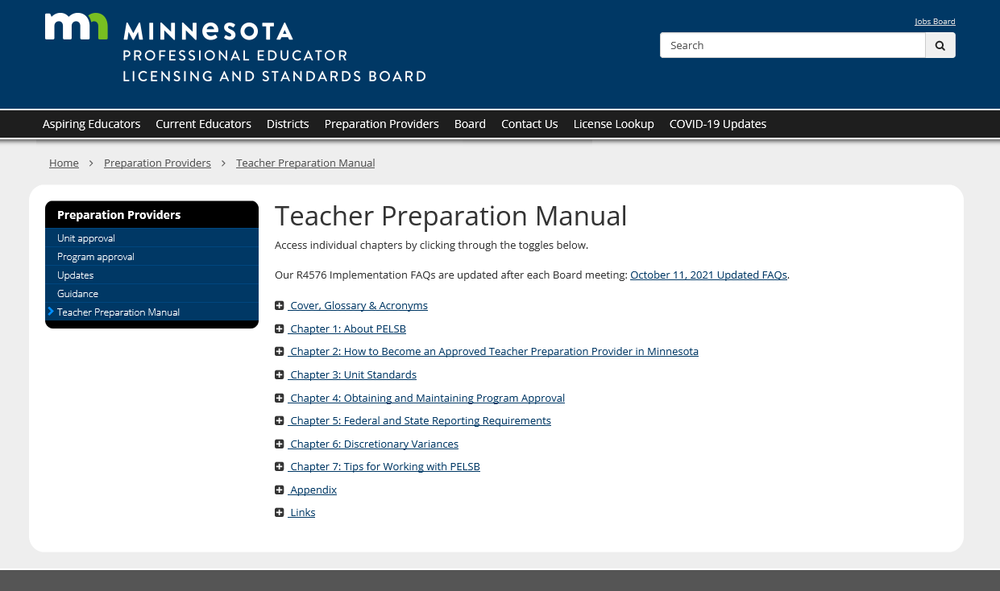 Jobs Board
MINNESOTA
PROFESSIONAL EDUCATOR
LICENSING AND STANDARDS BOARD
Search
Aspiring Educators Current Educators Districts Preparation Providers Board Contact Us License Lookup COVID-19 Updates
Home > Preparation Providers > Teacher Preparation Manual
Preparation Providers
Unit approval
Program approval
Updates
Guidance
Teacher Preparation Manual
Teacher Preparation Manual
Access individual chapters by clicking through the toggles below.
Our R4576 Implementation FAQs are updated after each Board meeting: October 11, 2021 Updated FAQs.
Cover, Glossary & Acronyms
Chapter 1: About PELSB
Chapter 2: How to Become an Approved Teacher Preparation Provider in Minnesota
Chapter 3: Unit Standards
Chapter 4: Obtaining and Maintaining Program Approval
Chapter 5: Federal and State Reporting Requirements
Chapter 6: Discretionary Variances
Chapter 7: Tips for Working with PELSB
Appendix
Links